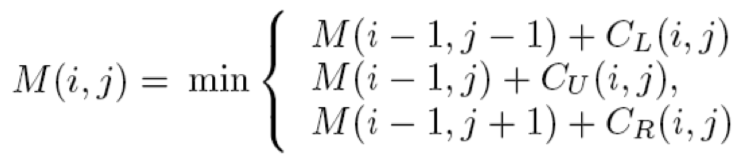 M(i − 1, j − 1) + C_L(i, j)
M(i, j) = min { M(i − 1, j) + C_U(i, j),
M(i − 1, j + 1) + C_R(i, j)